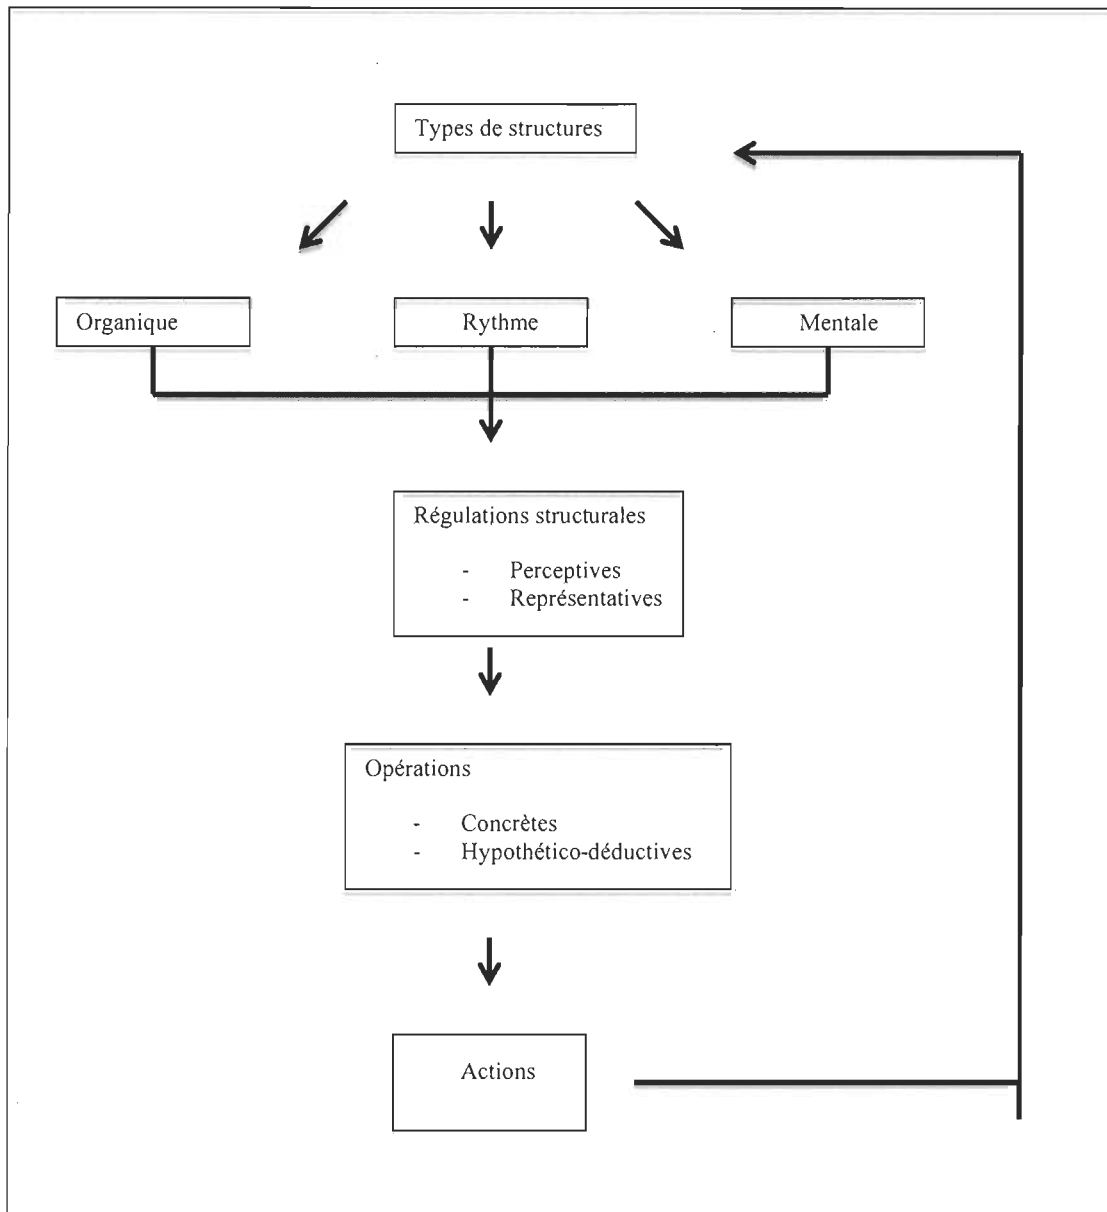 Types de structures
Organique
Rythme
Mentale
Régulations structurales
- Perceptives
- Représentatives
Opérations
- Concrètes
- Hypothético-déductives
Actions